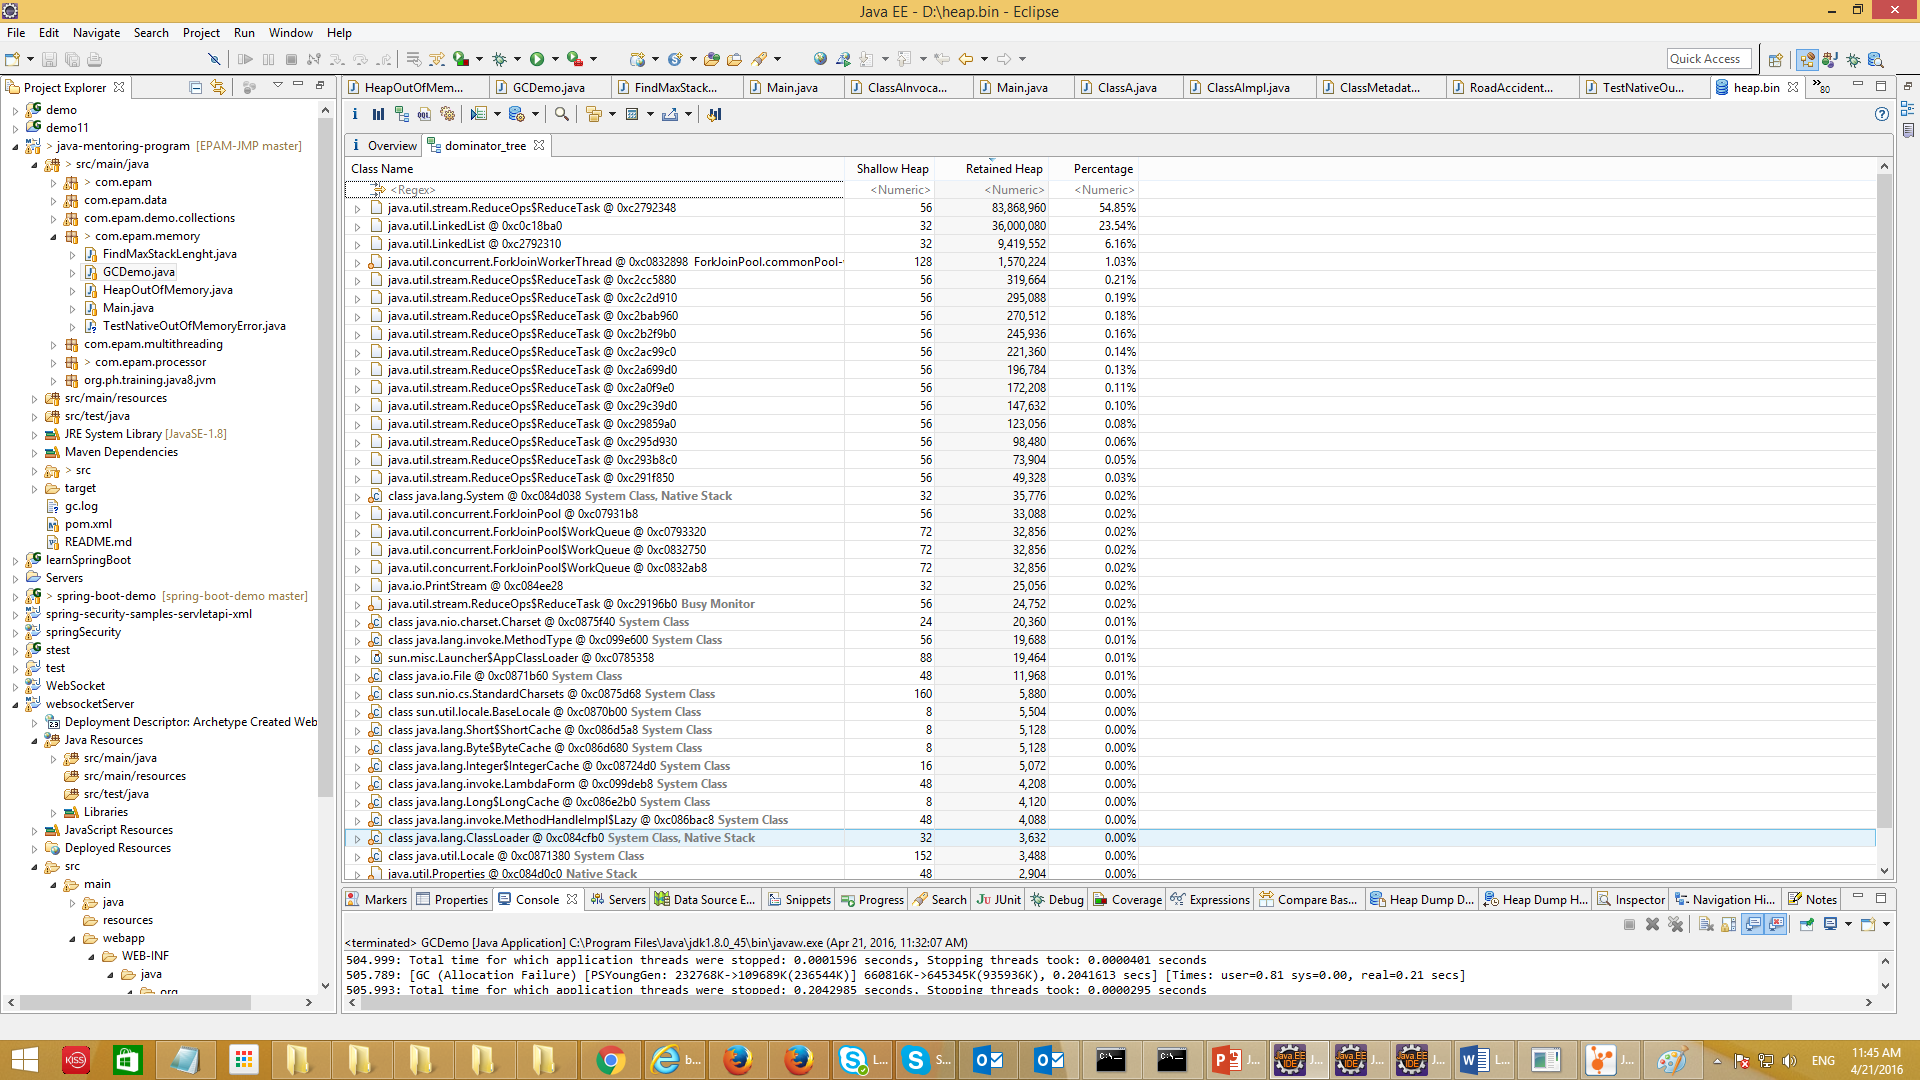 Java EE - D:\heap.bin - Eclipse
File Edit Navigate Search Project Run Window Help
Quick Access
Project Explorer
demo
demo11
> java-mentoring-program [EPAM-JMP master]
> src/main/java
> com.epam
com.epam.data
com.epam.demo.collections
> com.epam.memory
FindMaxStackLenght.java
GCDemo.java
HeapOutOfMemory.java
Main.java
TestNativeOutOfMemoryError.java
com.epam.multithreading
> com.epam.processor
org.ph.training.java8.jvm
src/main/resources
src/test/java
JRE System Library [JavaSE-1.8]
Maven Dependencies
> src
target
gc.log
pom.xml
README.md
learnSpringBoot
Servers
> spring-boot-demo [spring-boot-demo master]
spring-security-samples-servletapi-xml
springSecurity
stest
test
WebSocket
websocketServer
Deployment Descriptor: Archetype Created Web
Java Resources
src/main/java
src/main/resources
src/test/java
Libraries
JavaScript Resources
Deployed Resources
src
main
java
resources
webapp
WEB-INF
java
org
HeapOutOfMem... GCDemo.java FindMaxStack... Main.java ClassAInvoca... Main.java ClassA.java ClassAImpl.java ClassMetadat... RoadAccident... TestNativeOu... heap.bin »80
Overview dominator_tree
Class Name Shallow Heap Retained Heap Percentage
<Regex> <Numeric> <Numeric> <Numeric>
java.util.stream.ReduceOps$ReduceTask @ 0xc2792348 56 83,868,960 54.85%
java.util.LinkedList @ 0xc0c18ba0 32 36,000,080 23.54%
java.util.LinkedList @ 0xc2792310 32 9,419,552 6.16%
java.util.concurrent.ForkJoinWorkerThread @ 0xc0832898 ForkJoinPool.commonPool- 128 1,570,224 1.03%
java.util.stream.ReduceOps$ReduceTask @ 0xc2cc5880 56 319,664 0.21%
java.util.stream.ReduceOps$ReduceTask @ 0xc2c2d910 56 295,088 0.19%
java.util.stream.ReduceOps$ReduceTask @ 0xc2bab960 56 270,512 0.18%
java.util.stream.ReduceOps$ReduceTask @ 0xc2b2f9b0 56 245,936 0.16%
java.util.stream.ReduceOps$ReduceTask @ 0xc2ac99c0 56 221,360 0.14%
java.util.stream.ReduceOps$ReduceTask @ 0xc2a699d0 56 196,784 0.13%
java.util.stream.ReduceOps$ReduceTask @ 0xc2a0f9e0 56 172,208 0.11%
java.util.stream.ReduceOps$ReduceTask @ 0xc29c39d0 56 147,632 0.10%
java.util.stream.ReduceOps$ReduceTask @ 0xc29859a0 56 123,056 0.08%
java.util.stream.ReduceOps$ReduceTask @ 0xc295d930 56 98,480 0.06%
java.util.stream.ReduceOps$ReduceTask @ 0xc293b8c0 56 73,904 0.05%
java.util.stream.ReduceOps$ReduceTask @ 0xc291f850 56 49,328 0.03%
class java.lang.System @ 0xc084d038 System Class, Native Stack 32 35,776 0.02%
java.util.concurrent.ForkJoinPool @ 0xc07931b8 56 33,088 0.02%
java.util.concurrent.ForkJoinPool$WorkQueue @ 0xc0793320 72 32,856 0.02%
java.util.concurrent.ForkJoinPool$WorkQueue @ 0xc0832750 72 32,856 0.02%
java.util.concurrent.ForkJoinPool$WorkQueue @ 0xc0832ab8 72 32,856 0.02%
java.io.PrintStream @ 0xc084ee28 32 25,056 0.02%
java.util.stream.ReduceOps$ReduceTask @ 0xc29196b0 Busy Monitor 56 24,752 0.02%
class java.nio.charset.Charset @ 0xc0875f40 System Class 24 20,360 0.01%
class java.lang.invoke.MethodType @ 0xc099e600 System Class 56 19,688 0.01%
sun.misc.Launcher$AppClassLoader @ 0xc0785358 88 19,464 0.01%
class java.io.File @ 0xc0871b60 System Class 48 11,968 0.01%
class sun.nio.cs.StandardCharsets @ 0xc0875d68 System Class 160 5,880 0.00%
class sun.util.locale.BaseLocale @ 0xc0870b00 System Class 8 5,504 0.00%
class java.lang.Short$ShortCache @ 0xc086d5a8 System Class 8 5,128 0.00%
class java.lang.Byte$ByteCache @ 0xc086d680 System Class 8 5,128 0.00%
class java.lang.Integer$IntegerCache @ 0xc08724d0 System Class 16 5,072 0.00%
class java.lang.invoke.LambdaForm @ 0xc099deb8 System Class 48 4,208 0.00%
class java.lang.Long$LongCache @ 0xc086e2b0 System Class 8 4,120 0.00%
class java.lang.invoke.MethodHandleImpl$Lazy @ 0xc086bac8 System Class 48 4,088 0.00%
class java.lang.ClassLoader @ 0xc084cfb0 System Class, Native Stack 32 3,632 0.00%
class java.util.Locale @ 0xc0871380 System Class 152 3,488 0.00%
java.util.Properties @ 0xc084d0c0 Native Stack 48 2,904 0.00%
Markers Properties Console Servers Data Source E... Snippets Progress Search JUnit Debug Coverage Expressions Compare Bas... Heap Dump D... Heap Dump H... Inspector Navigation Hi... Notes
<terminated> GCDemo [Java Application] C:\Program Files\Java\jdk1.8.0_45\bin\javaw.exe (Apr 21, 2016, 11:32:07 AM)
504.999: Total time for which application threads were stopped: 0.0001596 seconds, Stopping threads took: 0.0000401 seconds
505.789: [GC (Allocation Failure) [PSYoungGen: 232768K->109689K(236544K)] 660816K->645345K(935936K), 0.2041613 secs] [Times: user=0.81 sys=0.00, real=0.21 secs]
505.993: Total time for which application threads were stopped: 0.2042985 seconds, Stopping threads took: 0.0000295 seconds
KISS b... L... S... J... J... J... J... L... J... ENG 11:45 AM
4/21/2016